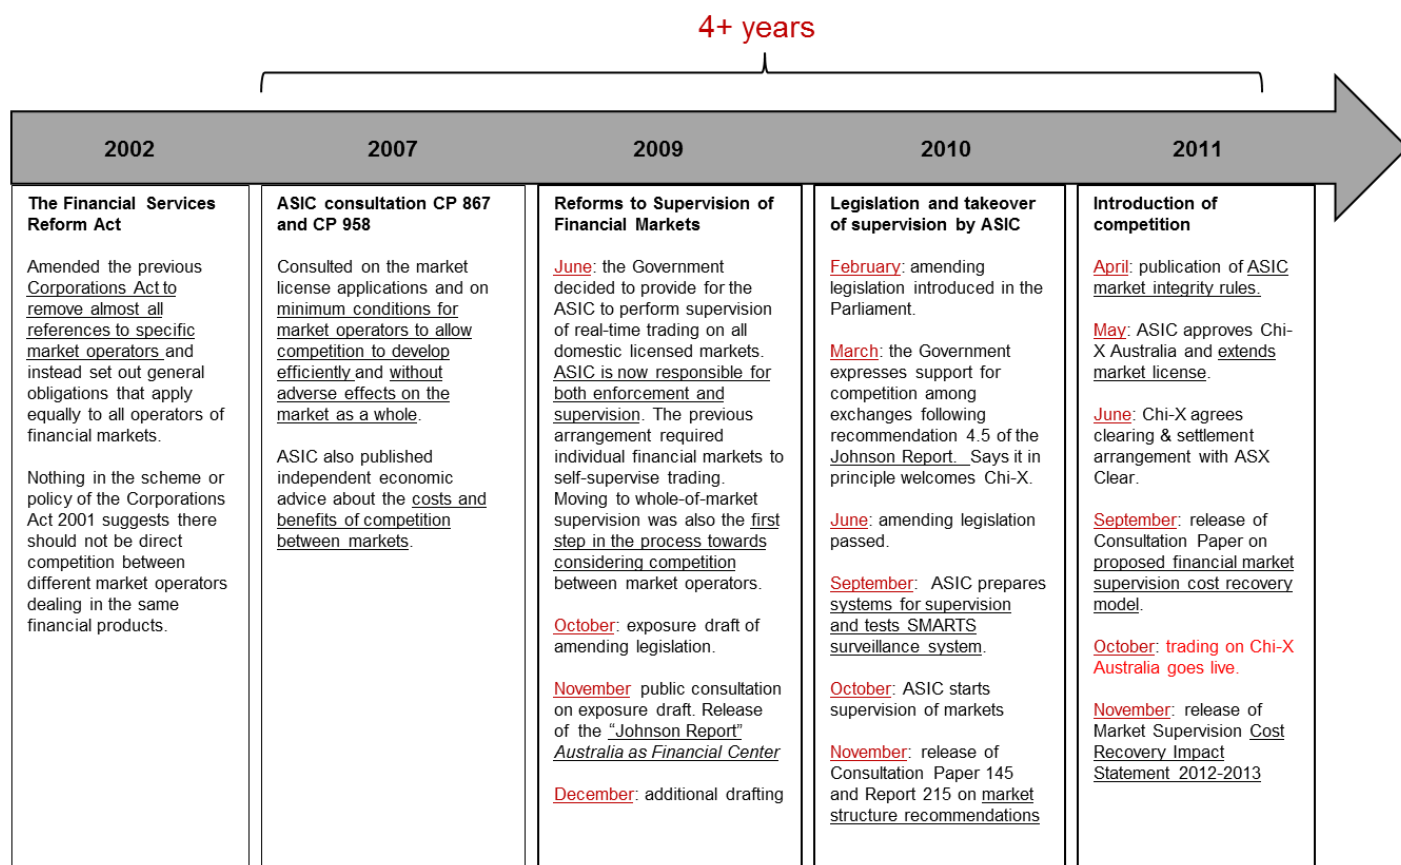 4+ years
2002
2007
2009
2010
2011
The Financial Services
Reform Act
Amended the previous
Corporations Act to
remove almost all
references to specific
market operators and
instead set out general
obligations that apply
equally to all operators of
financial markets.
Nothing in the scheme or
policy of the Corporations
Act 2001 suggests there
should not be direct
competition between
different market operators
dealing in the same
financial products.
ASIC consultation CP 867
and CP 958
Consulted on the market
license applications and on
minimum conditions for
market operators to allow
competition to develop
efficiently and without
adverse effects on the
market as a whole.
ASIC also published
independent economic
advice about the costs and
benefits of competition
between markets.
Reforms to Supervision of
Financial Markets
June: the Government
decided to provide for the
ASIC to perform supervision
of real-time trading on all
domestic licensed markets.
ASIC is now responsible for
both enforcement and
supervision. The previous
arrangement required
individual financial markets to
self-supervise trading.
Moving to whole-of-market
supervision was also the first
step in the process towards
considering competition
between market operators.
October: exposure draft of
amending legislation.
November public consultation
on exposure draft. Release
of the “Johnson Report”
Australia as Financial Center
December: additional drafting
Legislation and takeover
of supervision by ASIC
February: amending
legislation introduced in the
Parliament.
March: the Government
expresses support for
competition among
exchanges following
recommendation 4.5 of the
Johnson Report. Says it in
principle welcomes Chi-X.
June: amending legislation
passed.
September: ASIC prepares
systems for supervision
and tests SMARTS
surveillance system.
October: ASIC starts
supervision of markets
November: release of
Consultation Paper 145
and Report 215 on market
structure recommendations
Introduction of
competition
April: publication of ASIC
market integrity rules.
May: ASIC approves Chi-
X Australia and extends
market license.
June: Chi-X agrees
clearing & settlement
arrangement with ASX
Clear.
September: release of
Consultation Paper on
proposed financial market
supervision cost recovery
model.
October: trading on Chi-X
Australia goes live.
November: release of
Market Supervision Cost
Recovery Impact
Statement 2012-2013